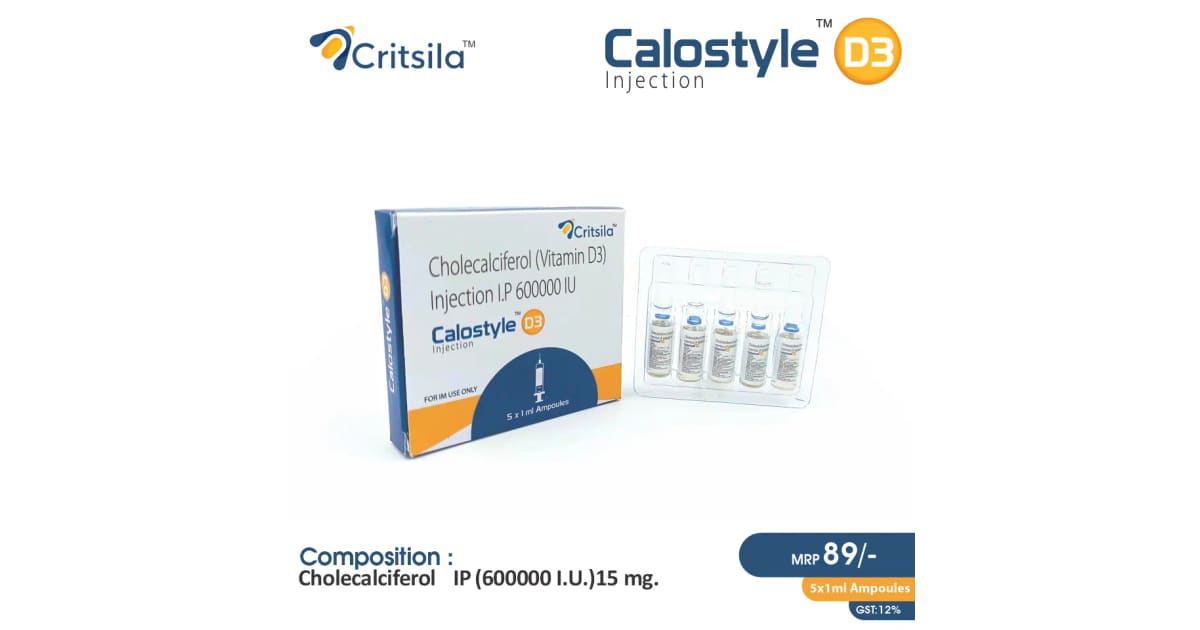 Critsila™
Calostyle™ D3
Injection
Critsila™
Cholecalciferol (Vitamin D3)
Injection I.P 600000 IU
Calostyle™ D3
Injection
FOR IM USE ONLY
5 x 1 ml Ampoules
Calostyle D3
Composition :
Cholecalciferol IP (600000 I.U.)15 mg.
MRP 89/-
5x1ml Ampoules
GST:12%